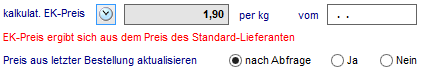 kalkulat. EK-Preis 1,90 per kg vom . .
EK-Preis ergibt sich aus dem Preis des Standard-Lieferanten
Preis aus letzter Bestellung aktualisieren nach Abfrage Ja Nein